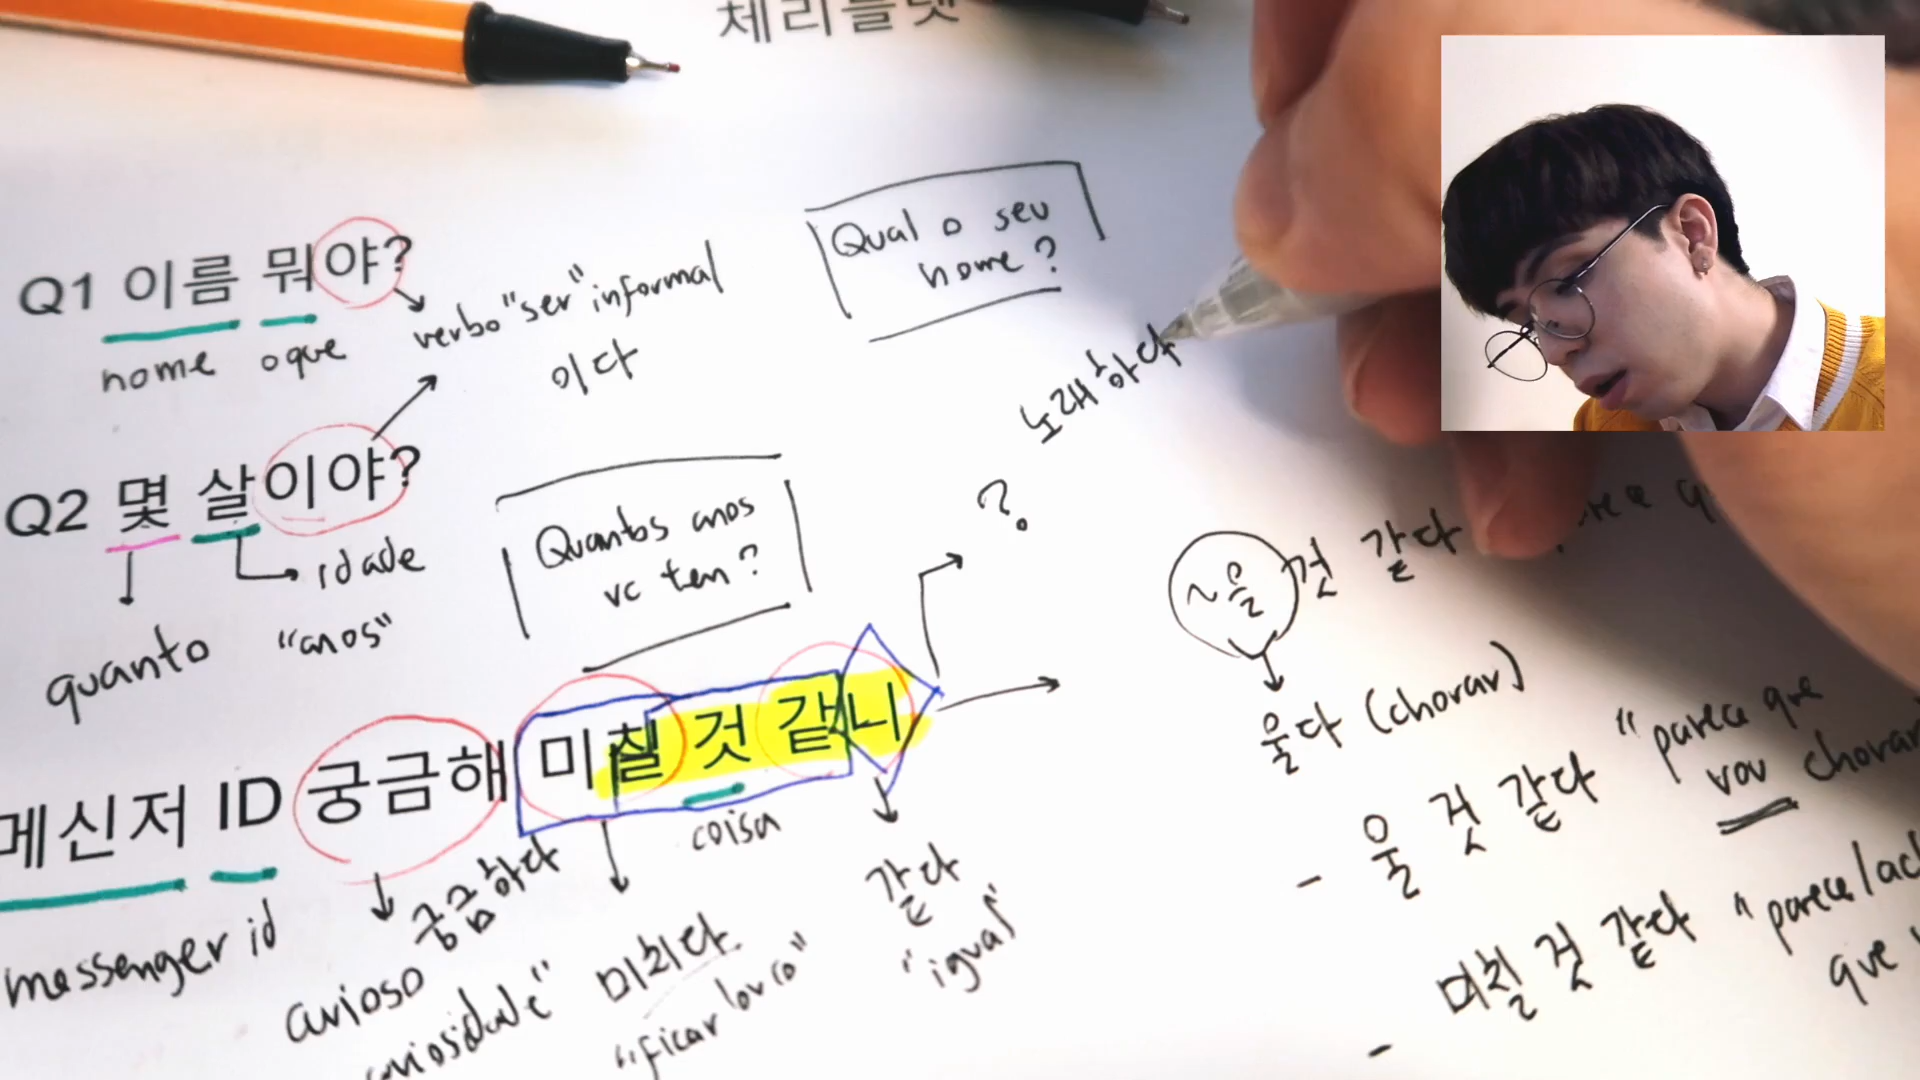 체리블렛
Q1 이름 뭐야?
nome oque
verbo "ser" informal
이다
Qual o seu
nome?
노래하다
Q2 몇 살이야?
idade
quanto "anos"
Quantos anos
vc tem?
?
~을 것 같다
울다 (chorar)
- 울 것 같다 "parece que
vou chorar
- 미칠 것 같다 "parece/
que
메신저 ID 궁금해 미칠 것 같니
messenger id
curioso 궁금하다
미치다
"ficar louco"
coisa
같다
"igual"